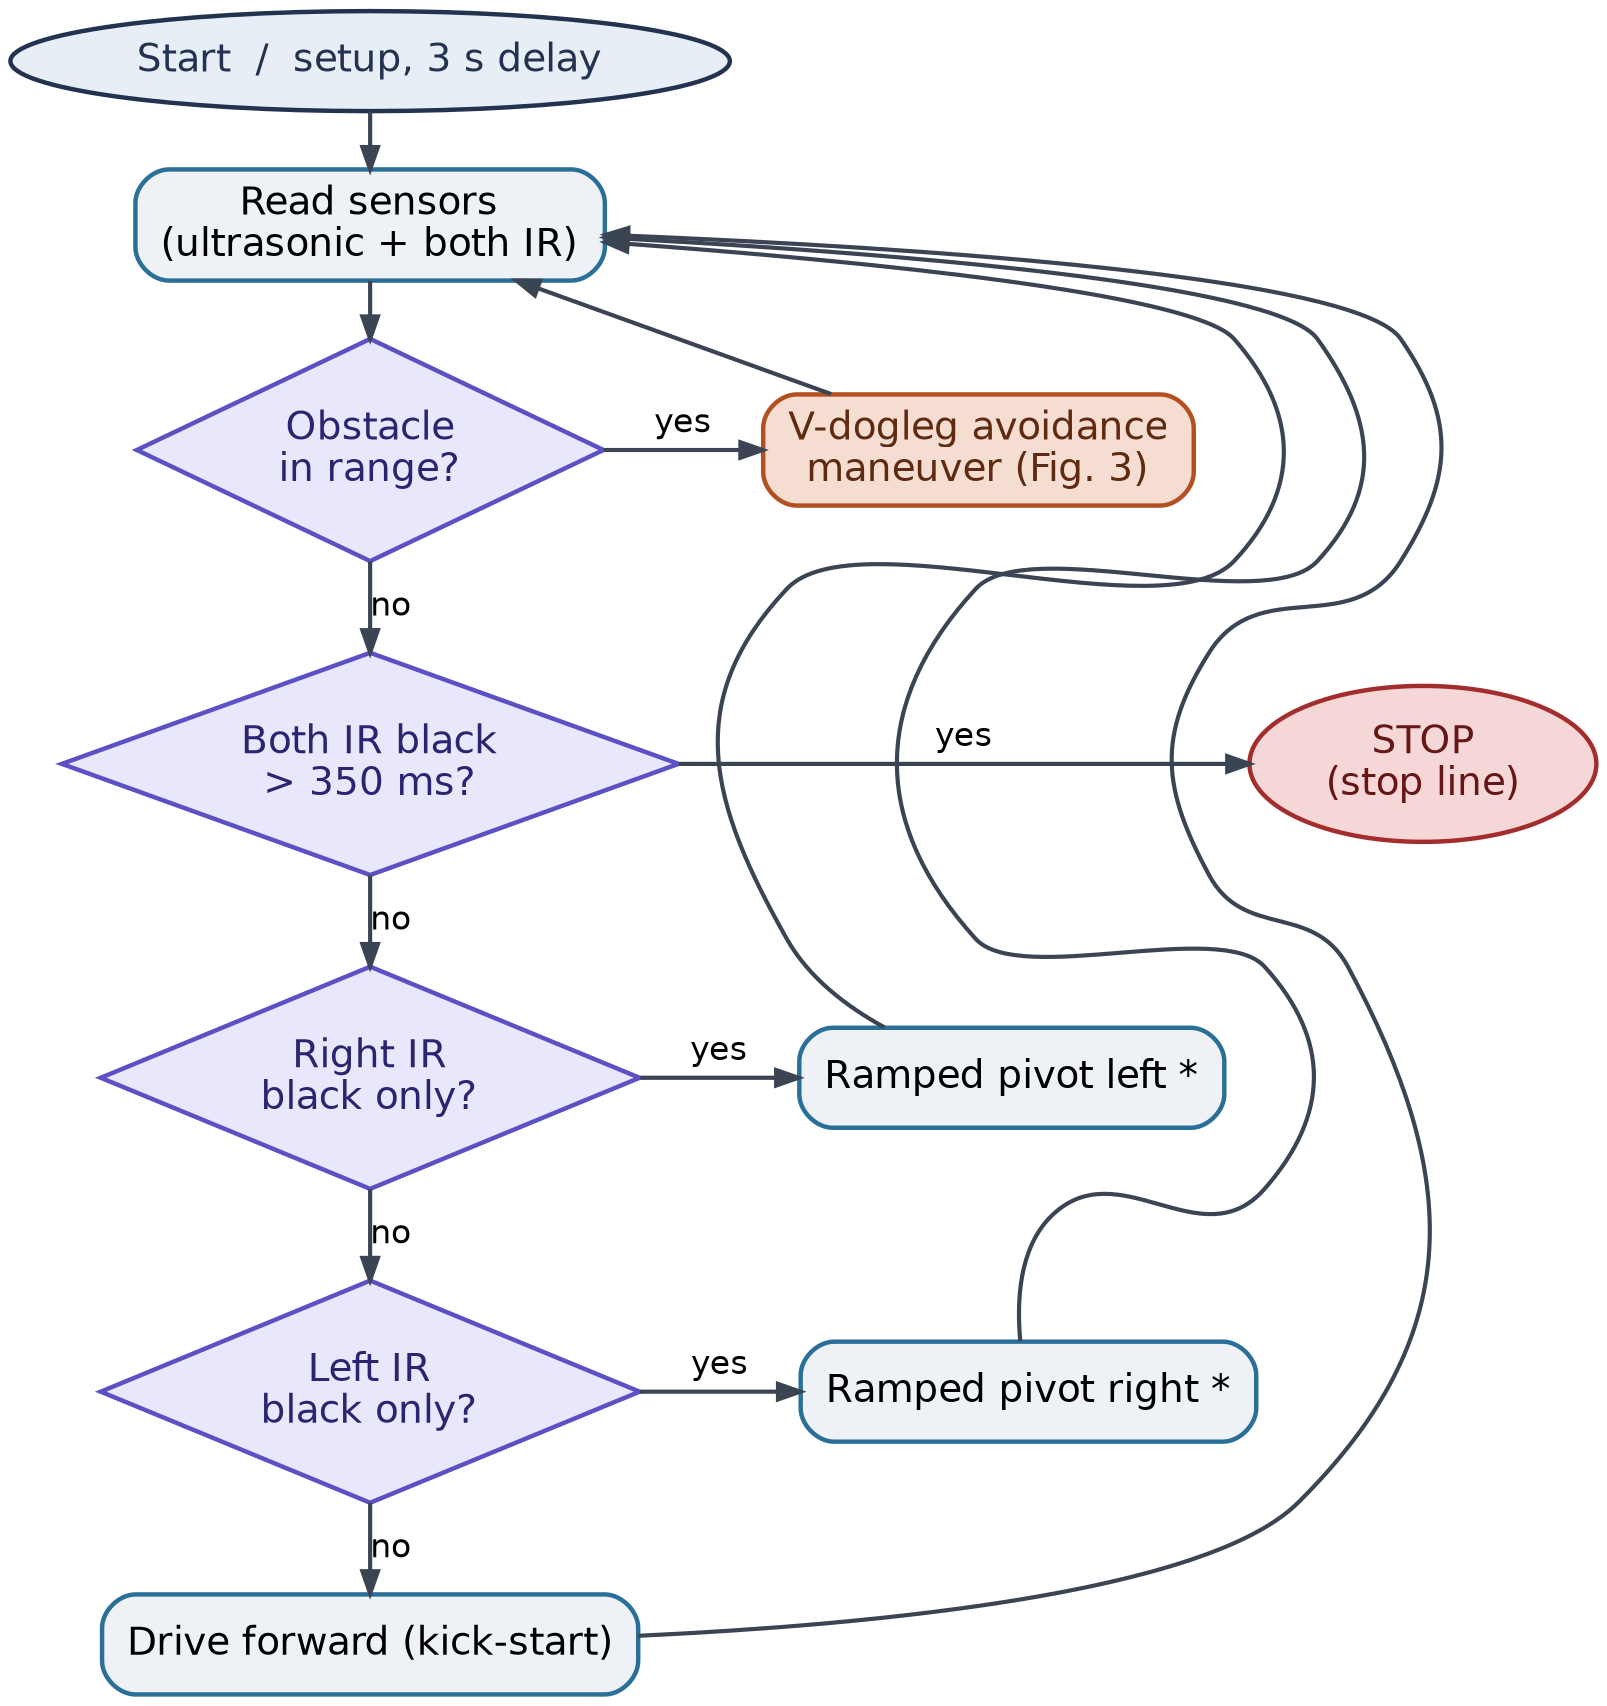 Start  /  setup, 3 s delay
Read sensors
(ultrasonic + both IR)
Obstacle
in range?
yes
V-dogleg avoidance
maneuver (Fig. 3)
no
Both IR black
> 350 ms?
yes
STOP
(stop line)
no
Right IR
black only?
yes
Ramped pivot left *
no
Left IR
black only?
yes
Ramped pivot right *
no
Drive forward (kick-start)